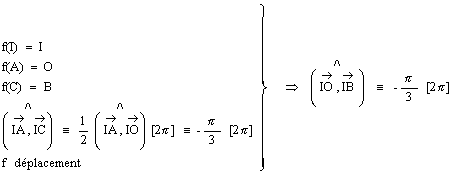 f(I) = I
f(A) = O
f(C) = B
(IA→, IC→)^ ≡ 1/2 (IA→, IO→)^ [2π] ≡ -π/3 [2π]
f déplacement
⇒ (IO→, IB→)^ ≡ -π/3 [2π]